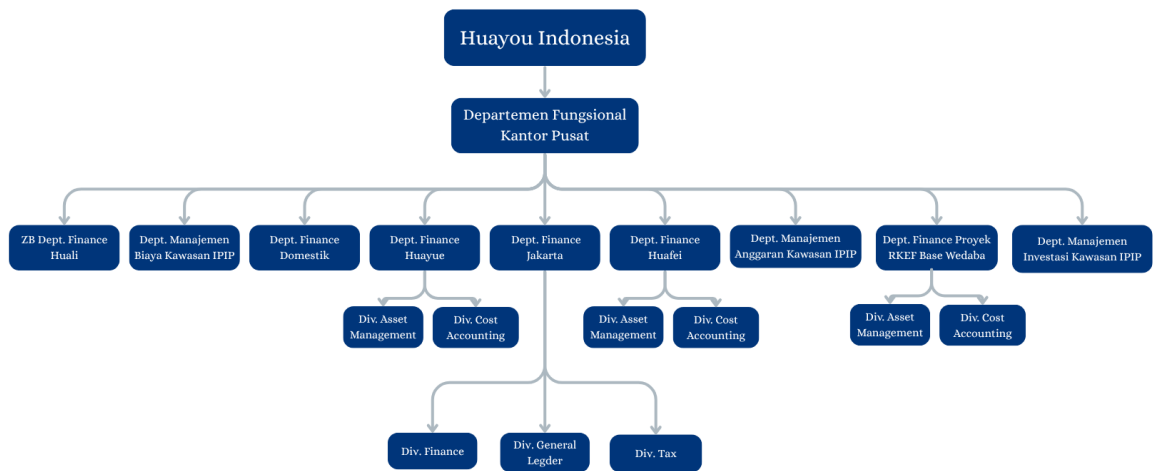 Huayou Indonesia
Departemen Fungsional
Kantor Pusat
ZB Dept. Finance
Huali
Dept. Manajemen
Biaya Kawasan IPIP
Dept. Finance
Domestik
Dept. Finance
Huayue
Dept. Finance
Jakarta
Dept. Finance
Huafei
Dept. Manajemen
Anggaran Kawasan IPIP
Dept. Finance Proyek
RKEF Base Wedaba
Dept. Manajemen
Investasi Kawasan IPIP
Div. Asset
Management
Div. Cost
Accounting
Div. Asset
Management
Div. Cost
Accounting
Div. Asset
Management
Div. Cost
Accounting
Div. Finance
Div. General
Legder
Div. Tax